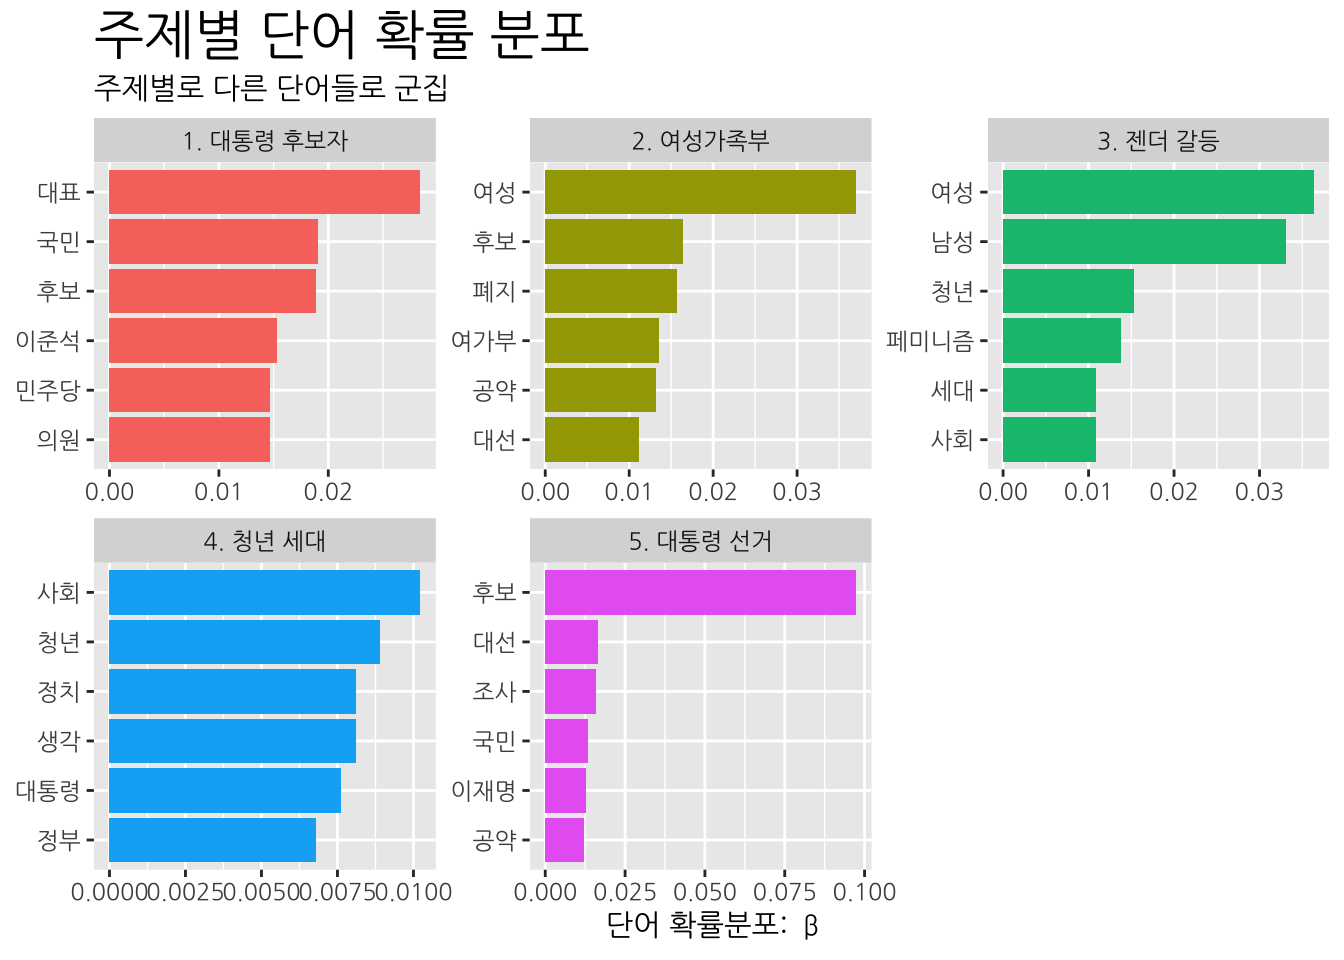 주제별 단어 확률 분포
주제별로 다른 단어들로 군집
1. 대통령 후보자
대표
국민
후보
이준석
민주당
의원
0.00 0.01 0.02
2. 여성가족부
여성
후보
폐지
여가부
공약
대선
0.00 0.01 0.02 0.03
3. 젠더 갈등
여성
남성
청년
페미니즘
세대
사회
0.00 0.01 0.02 0.03
4. 청년 세대
사회
청년
정치
생각
대통령
정부
0.0000 0.0025 0.0050 0.0075 0.0100
5. 대통령 선거
후보
대선
조사
국민
이재명
공약
0.000 0.025 0.050 0.075 0.100
단어 확률분포: β